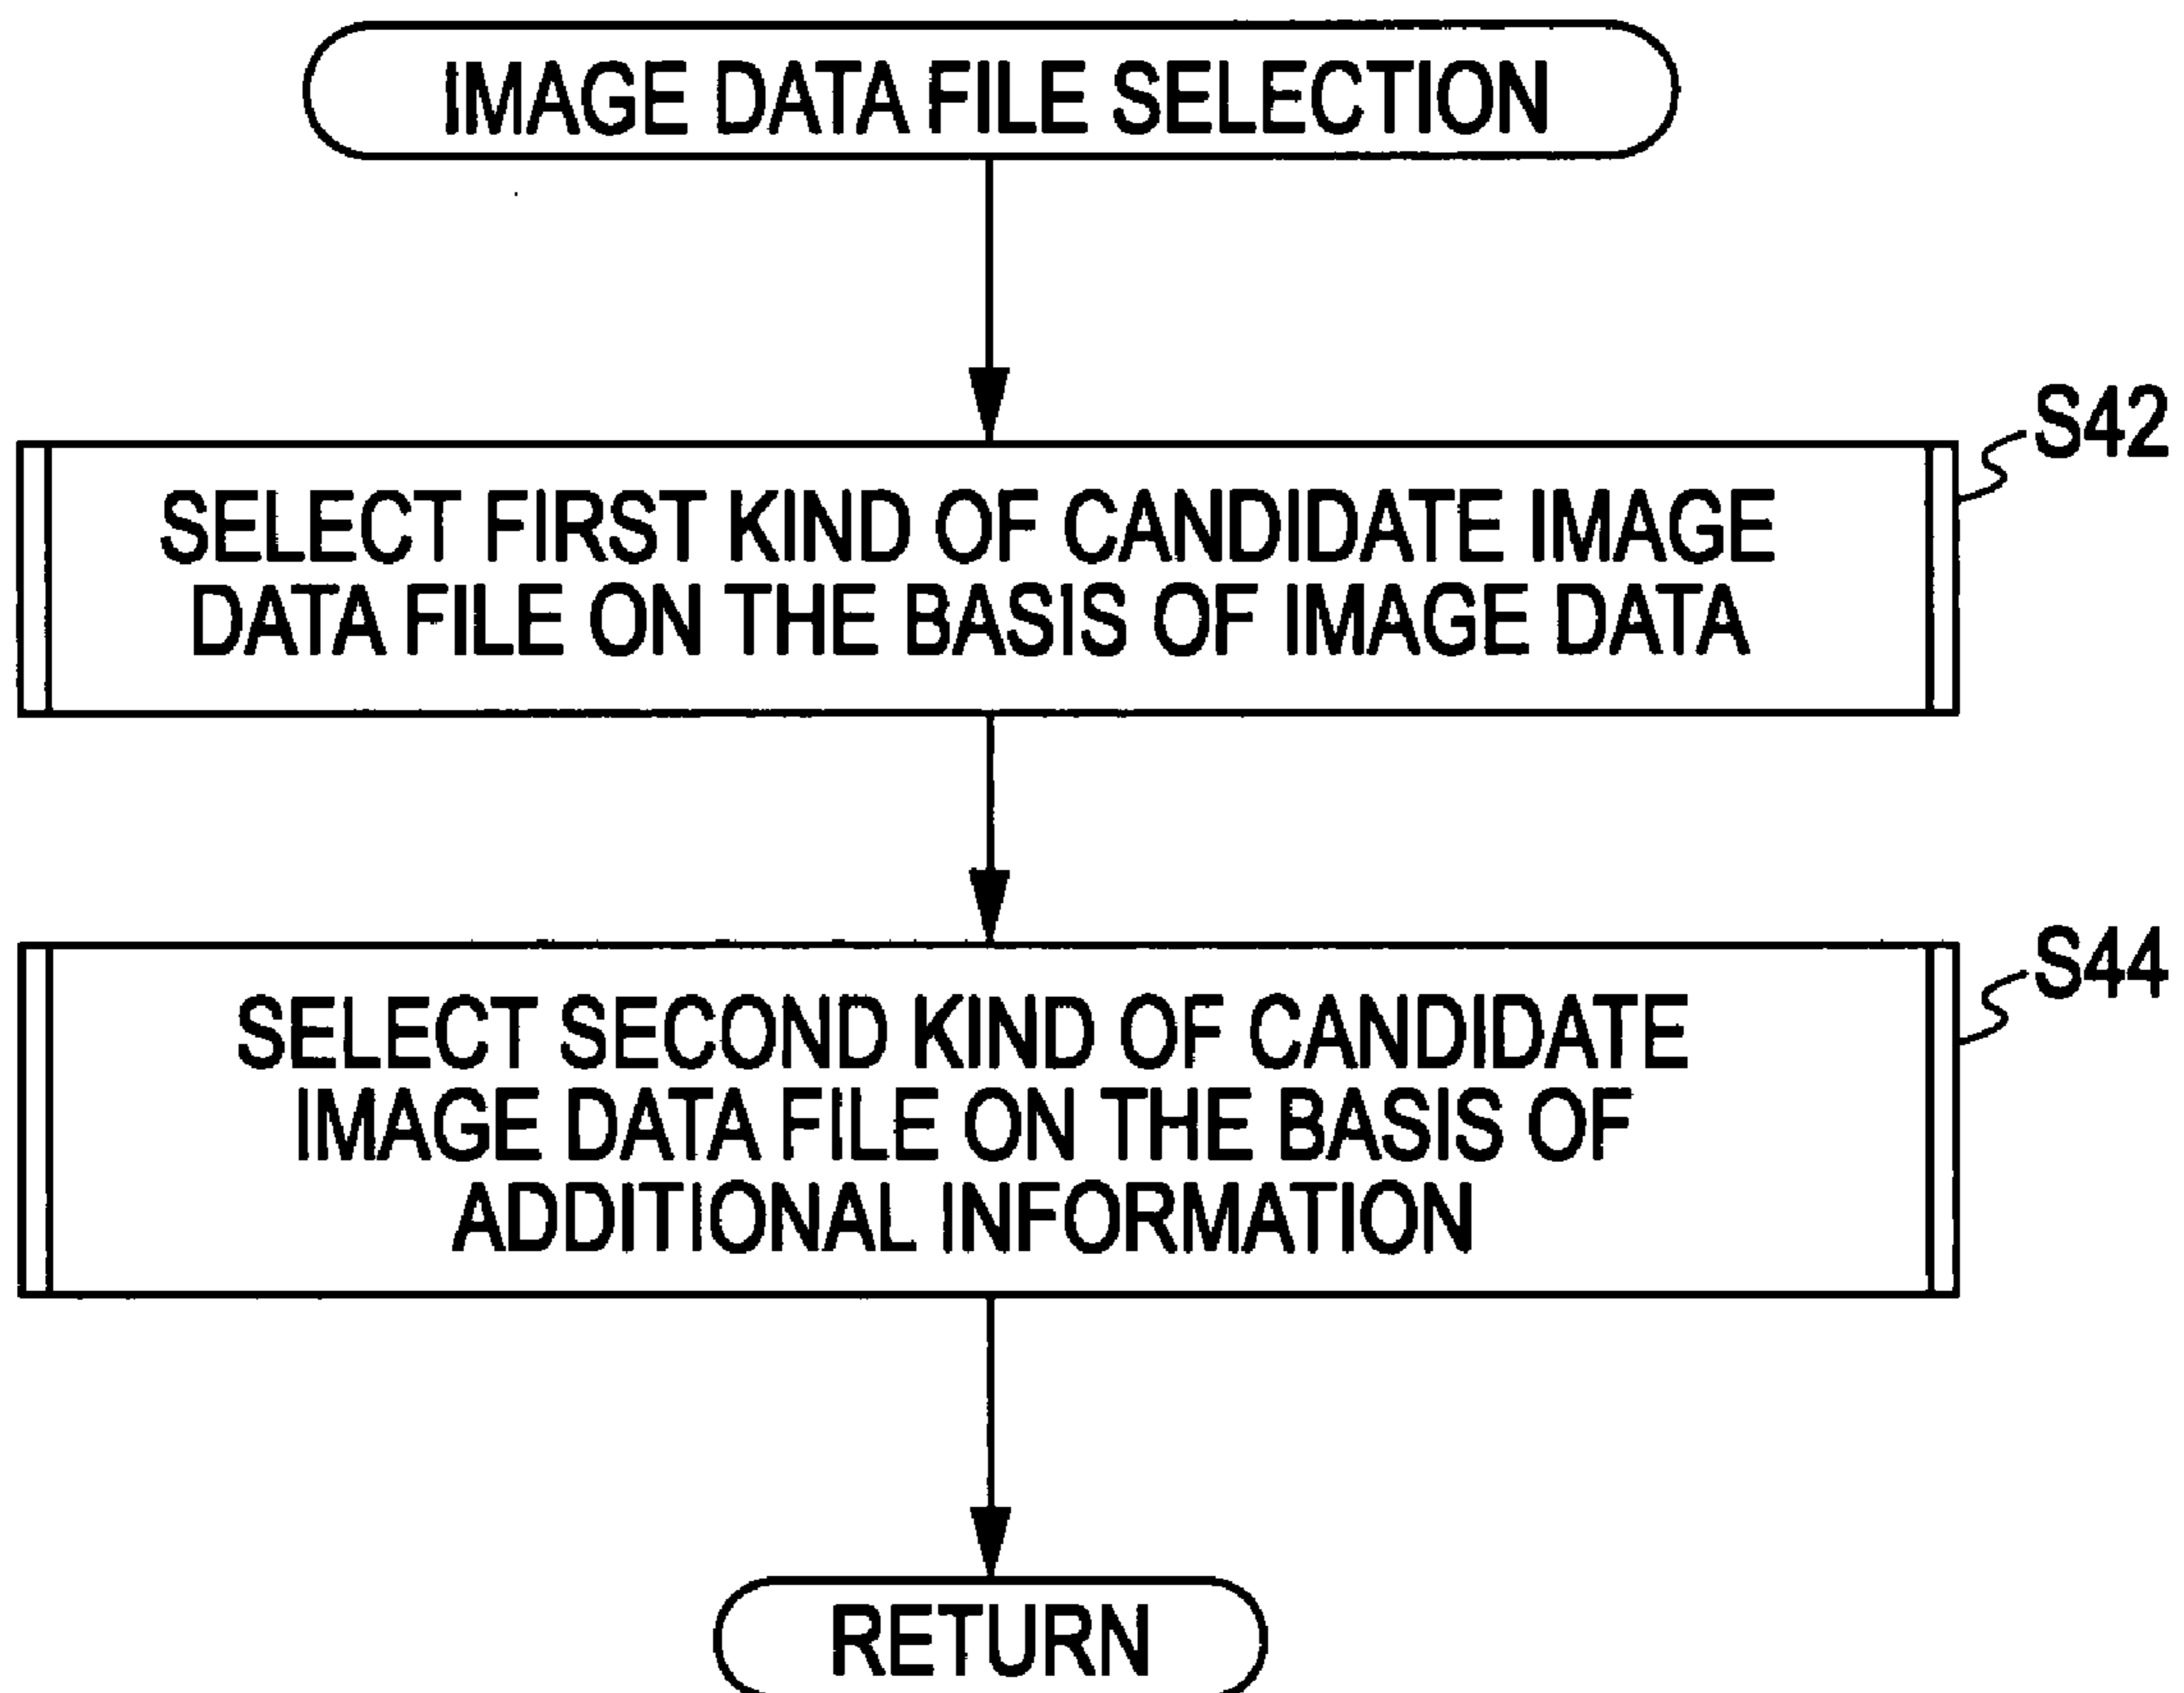 IMAGE DATA FILE SELECTION
S42
SELECT FIRST KIND OF CANDIDATE IMAGE
DATA FILE ON THE BASIS OF IMAGE DATA
S44
SELECT SECOND KIND OF CANDIDATE
IMAGE DATA FILE ON THE BASIS OF
ADDITIONAL INFORMATION
RETURN